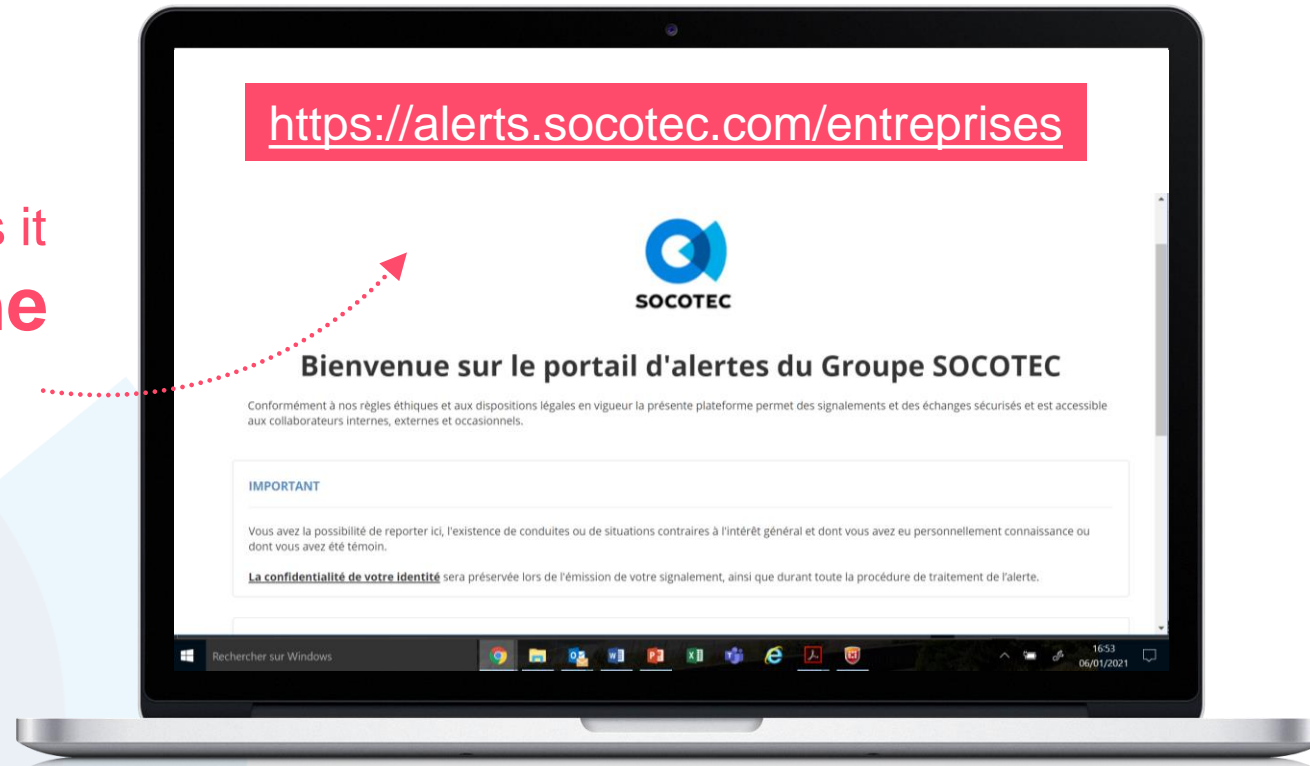 https://alerts.socotec.com/entreprises
s it
ne
SOCOTEC
Bienvenue sur le portail d'alertes du Groupe SOCOTEC
Conformément à nos règles éthiques et aux dispositions légales en vigueur la présente plateforme permet des signalements et des échanges sécurisés et est accessible
aux collaborateurs internes, externes et occasionnels.
IMPORTANT
Vous avez la possibilité de reporter ici, l'existence de conduites ou de situations contraires à l'intérêt général et dont vous avez eu personnellement connaissance ou
dont vous avez été témoin.
La confidentialité de votre identité sera préservée lors de l'émission de votre signalement, ainsi que durant toute la procédure de traitement de l'alerte.
Rechercher sur Windows
16:53
06/01/2021